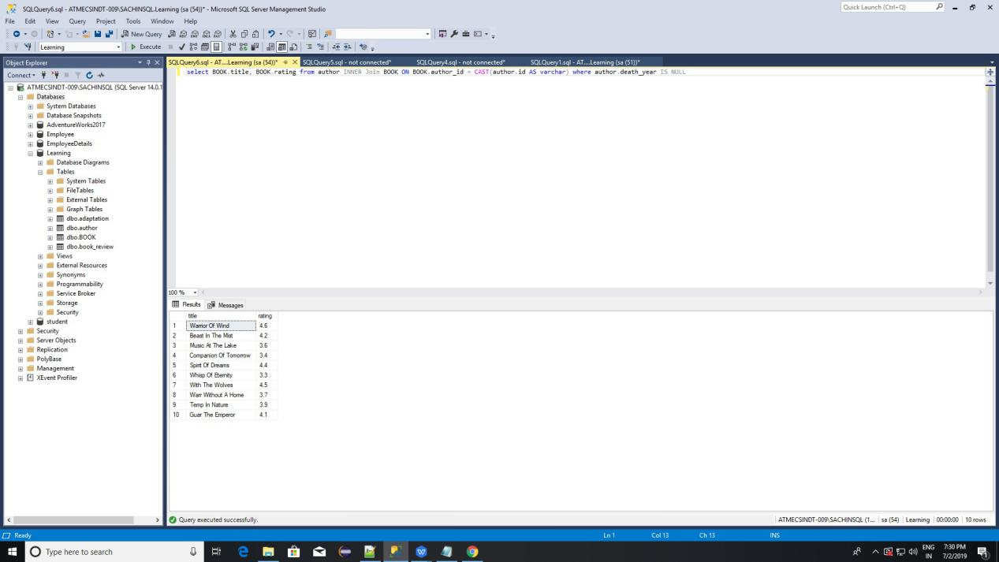 SQLQuery6.sql - ATMECSINDT-009\SACHINSQL.Learning (sa (54))* - Microsoft SQL Server Management Studio
Quick Launch (Ctrl+Q)
File Edit View Query Project Tools Window Help
New Query
Learning
Execute
Object Explorer
SQLQuery6.sql - AT....Learning (sa (54))*
SQLQuery5.sql - not connected*
SQLQuery4.sql - not connected*
SQLQuery1.sql - AT....Learning (sa (51))*
Connect
select BOOK.title, BOOK.rating from author INNER Join BOOK ON BOOK.author_id = CAST(author.id AS varchar) where author.death_year IS NULL
ATMECSINDT-009\SACHINSQL (SQL Server 14.0.1
Databases
System Databases
Database Snapshots
AdventureWorks2017
Employee
EmployeeDetails
Learning
Database Diagrams
Tables
System Tables
FileTables
External Tables
Graph Tables
dbo.adaptation
dbo.author
dbo.BOOK
dbo.book_review
Views
External Resources
Synonyms
Programmability
Service Broker
Storage
Security
student
Security
Server Objects
Replication
PolyBase
Management
XEvent Profiler
100 %
Results Messages
title rating
1 Warrior Of Wind 4.6
2 Beast In The Mist 4.2
3 Music At The Lake 3.6
4 Companion Of Tomorrow 3.4
5 Spirit Of Dreams 4.4
6 Whisp Of Eternity 3.3
7 With The Wolves 4.5
8 Warr Without A Home 3.7
9 Temp In Nature 3.9
10 Guar The Emperor 4.1
Query executed successfully.
ATMECSINDT-009\SACHINSQL (1... sa (54) Learning 00:00:00 10 rows
Ready
Ln 1 Col 13 Ch 13 INS
Type here to search
ENG
IN
7:30 PM
7/2/2019